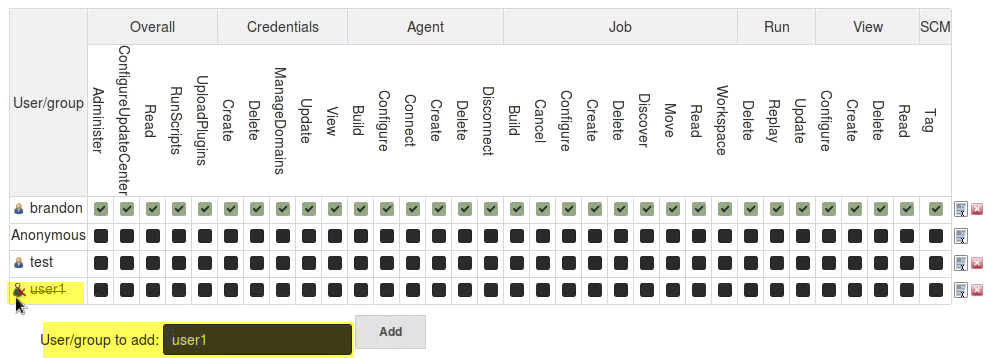 Overall Credentials Agent Job Run View SCM
User/group Administer ConfigureUpdateCenter Read RunScripts UploadPlugins Create Delete ManageDomains Update View Build Configure Connect Create Delete Disconnect Build Cancel Configure Create Delete Discover Move Read Workspace Delete Replay Update Configure Create Delete Read Tag
brandon
Anonymous
test
user1
User/group to add: user1 Add